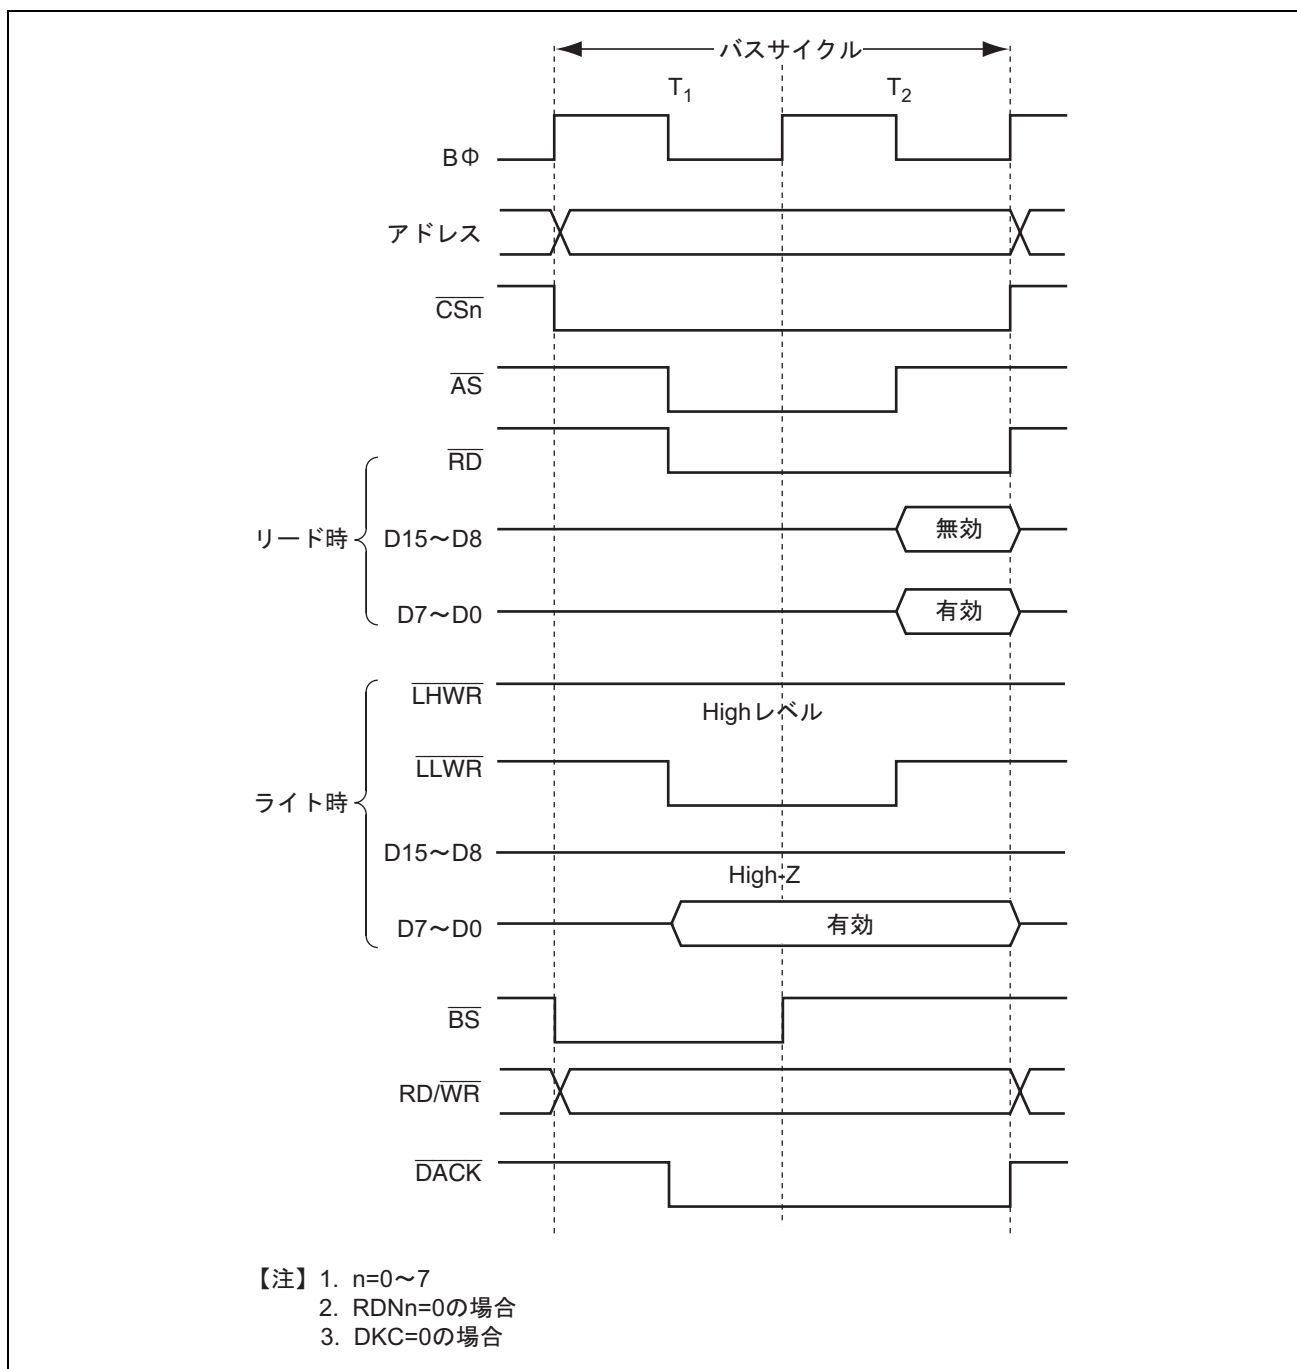 バスサイクル
T1 T2
BΦ
アドレス
CSn
AS
RD
リード時
D15〜D8 無効
D7〜D0 有効
LHWR
Highレベル
LLWR
ライト時
D15〜D8
High-Z
D7〜D0 有効
BS
RD/WR
DACK
【注】 1. n=0〜7
2. RDNn=0の場合
3. DKC=0の場合